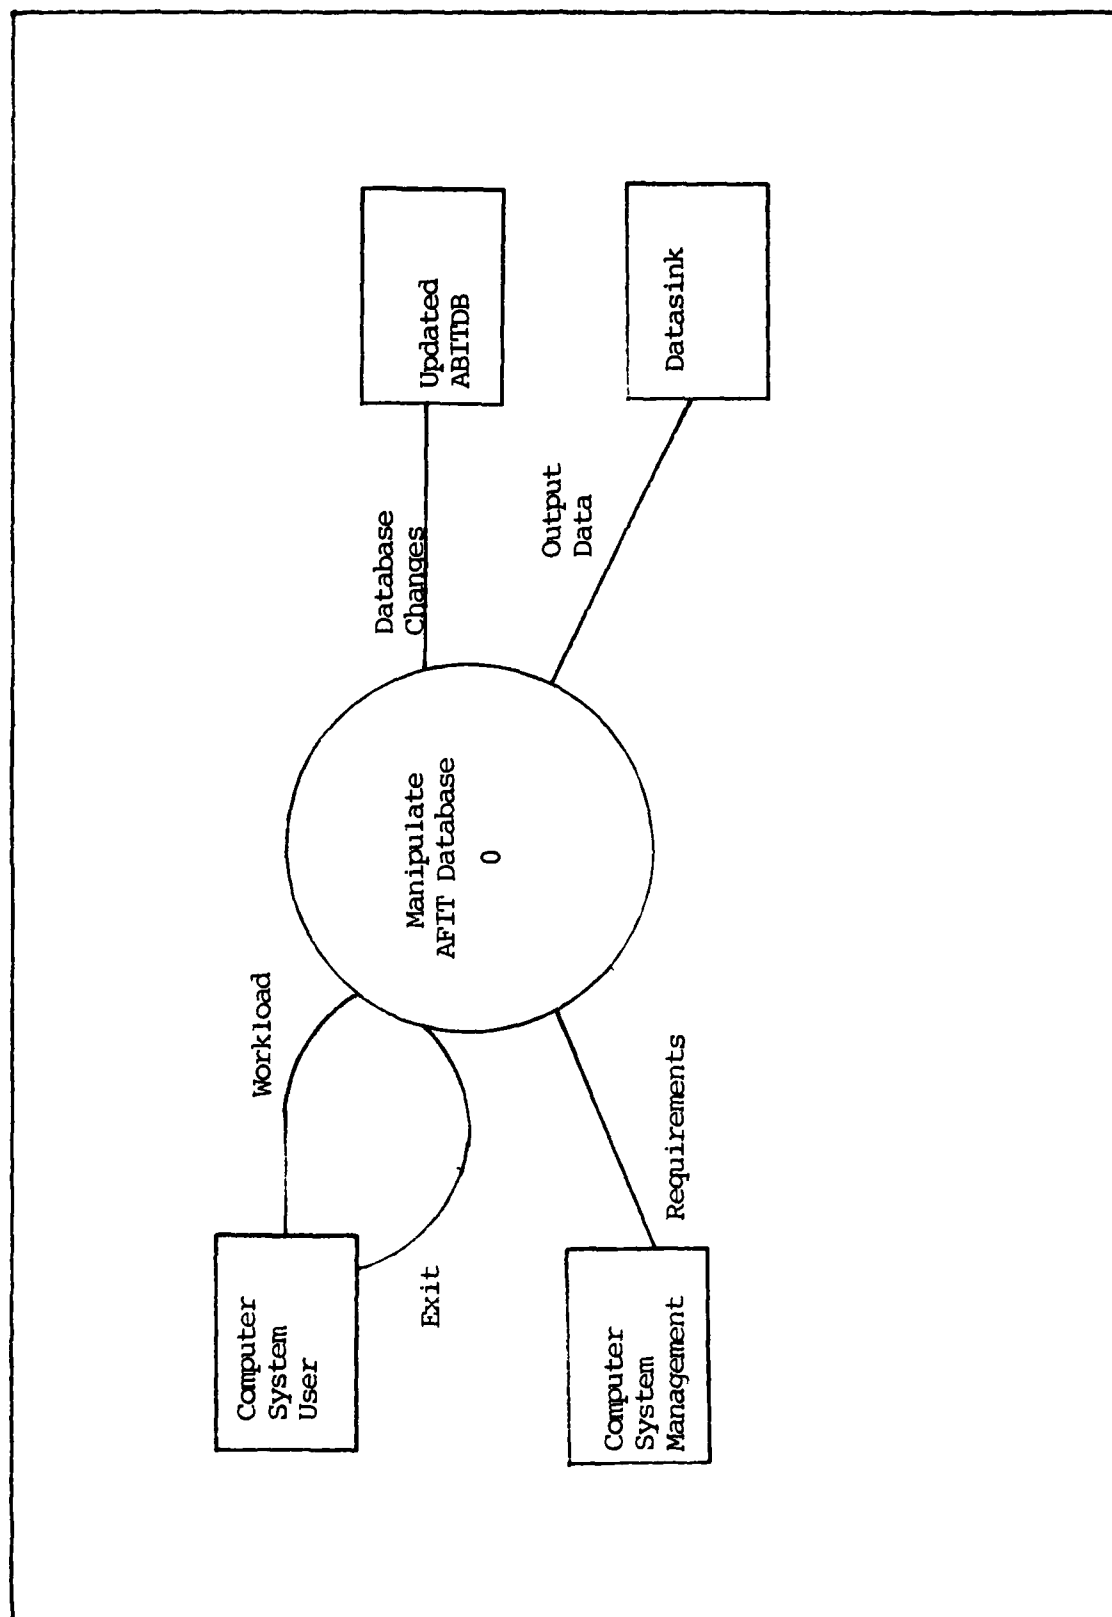 Computer
System
User
Workload
Exit
Computer
System
Management
Requirements
Manipulate
AFIT Database
0
Database
Changes
Updated
ABITDB
Output
Data
Datasink